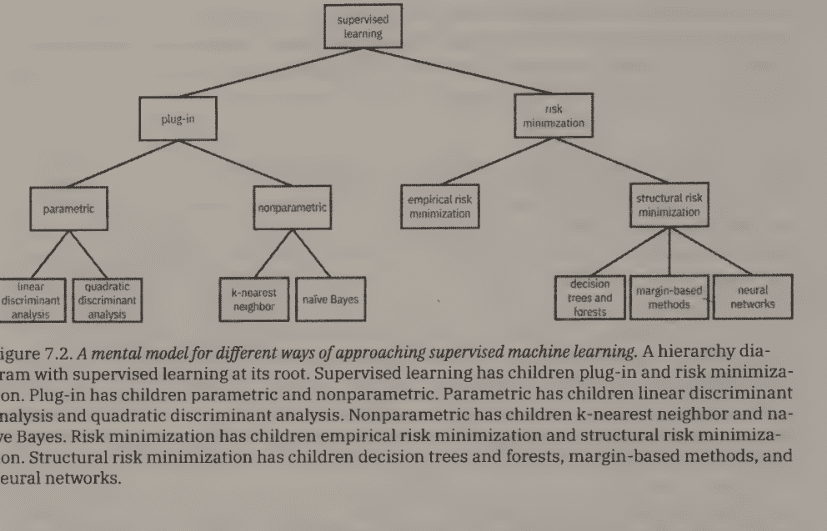 supervised
learning
plug-in
risk
minimization
parametric
nonparametric
empirical risk
minimization
structural risk
minimization
linear
discriminant
analysis
quadratic
discriminant
analysis
k-nearest
neighbor
naïve Bayes
decision
trees and
forests
margin-based
methods
neural
networks
igure 7.2. A mental model for different ways of approaching supervised machine learning. A hierarchy dia-
ram with supervised learning at its root. Supervised learning has children plug-in and risk minimiza-
on. Plug-in has children parametric and nonparametric. Parametric has children linear discriminant
nalysis and quadratic discriminant analysis. Nonparametric has children k-nearest neighbor and na-
ve Bayes. Risk minimization has children empirical risk minimization and structural risk minimiza-
on. Structural risk minimization has children decision trees and forests, margin-based methods, and
eural networks.